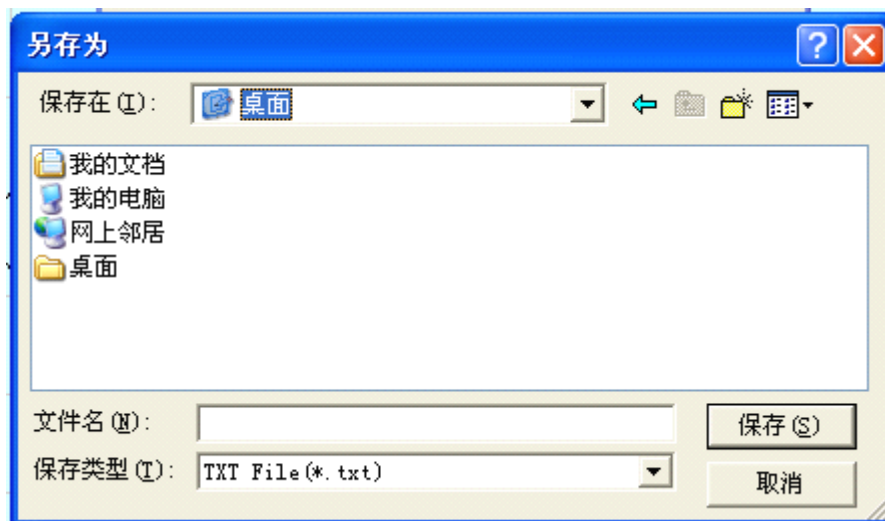 另存为
保存在(I):
桌面
我的文档
我的电脑
网上邻居
桌面
文件名(N):
保存(S)
保存类型(T):
TXT File(*.txt)
取消